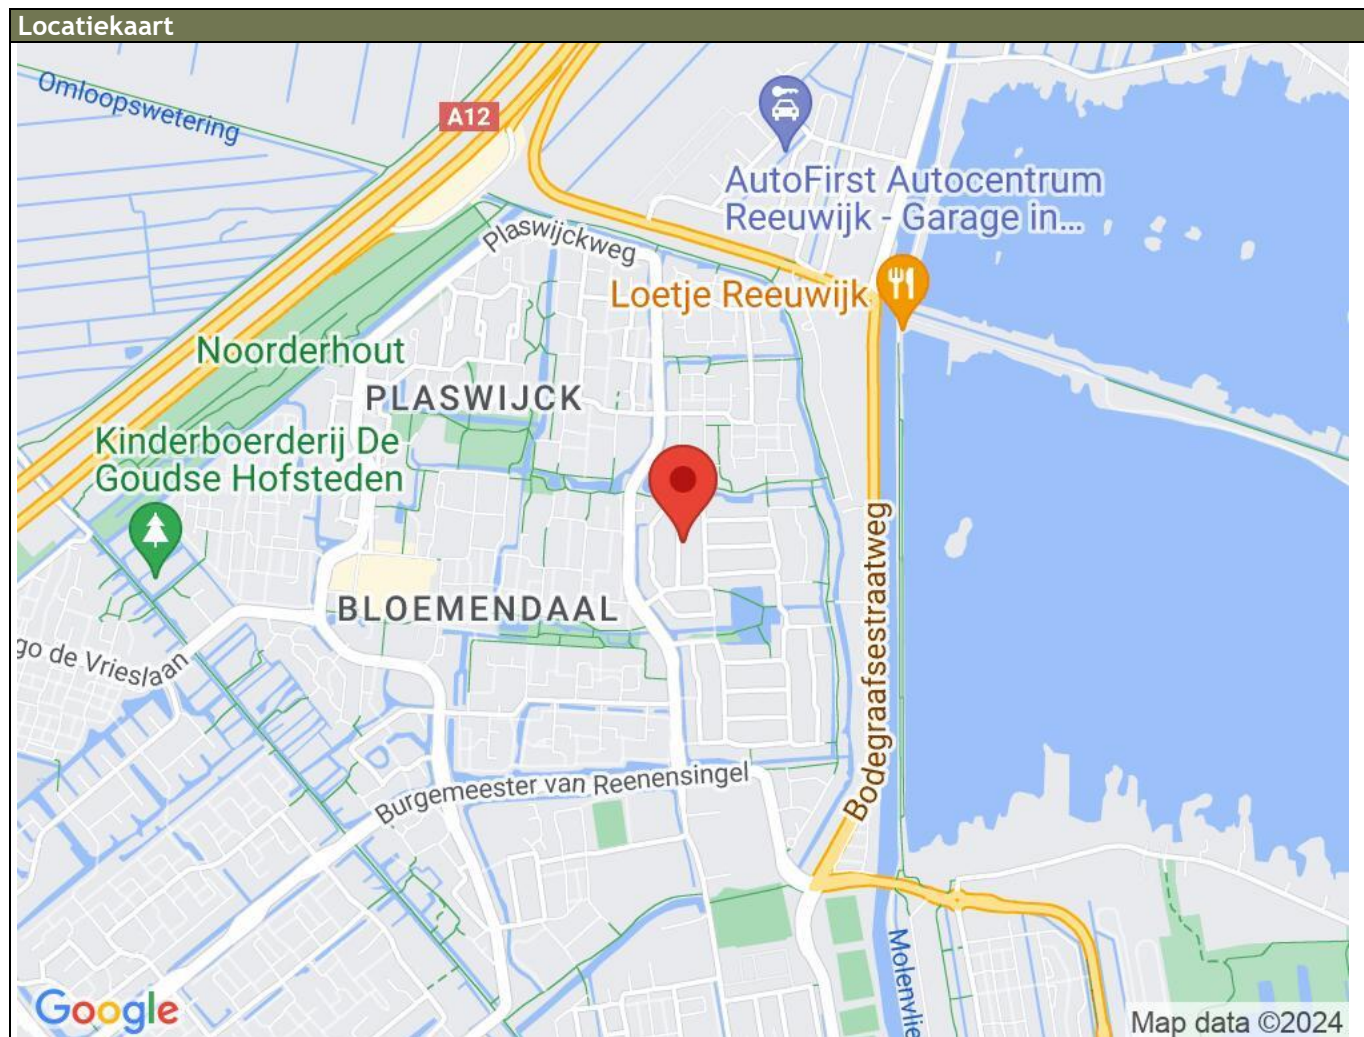 Locatiekaart
Omloopswetering
A12
AutoFirst Autocentrum
Reeuwijk - Garage in...
Plaswijckweg
Loetje Reeuwijk
Noorderhout
PLASWIJCK
Kinderboerderij De
Goudse Hofsteden
Bodegraafsestraatweg
BLOEMENDAAL
go de Vrieslaan
Burgemeester van Reenensingel
Molenvlie
Google
Map data ©2024